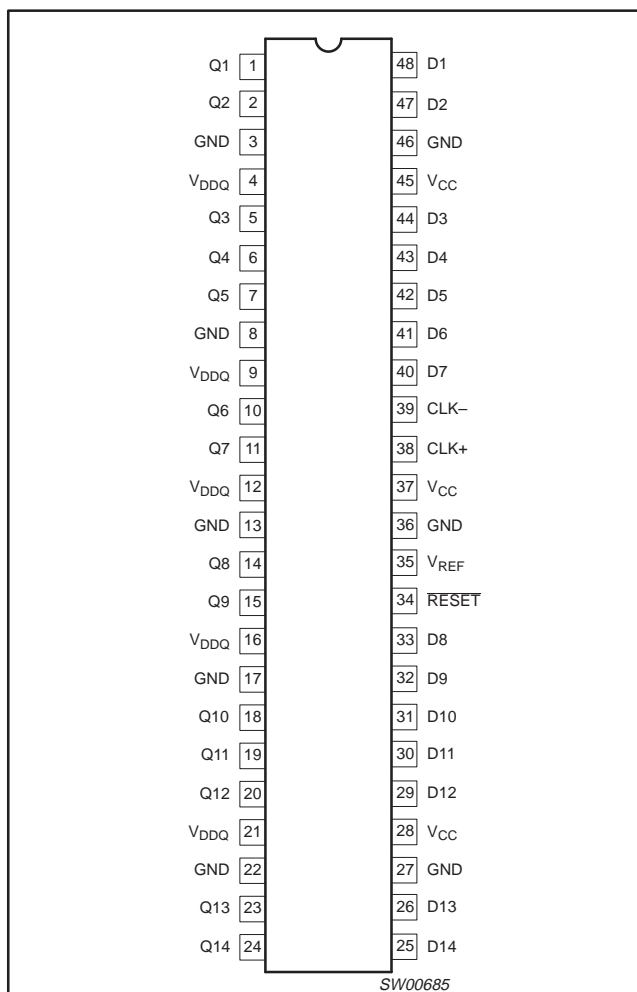 Q1 1 48 D1
Q2 2 47 D2
GND 3 46 GND
VDDQ 4 45 VCC
Q3 5 44 D3
Q4 6 43 D4
Q5 7 42 D5
GND 8 41 D6
VDDQ 9 40 D7
Q6 10 39 CLK–
Q7 11 38 CLK+
VDDQ 12 37 VCC
GND 13 36 GND
Q8 14 35 VREF
Q9 15 34 R̅E̅S̅E̅T̅
VDDQ 16 33 D8
GND 17 32 D9
Q10 18 31 D10
Q11 19 30 D11
Q12 20 29 D12
VDDQ 21 28 VCC
GND 22 27 GND
Q13 23 26 D13
Q14 24 25 D14
SW00685